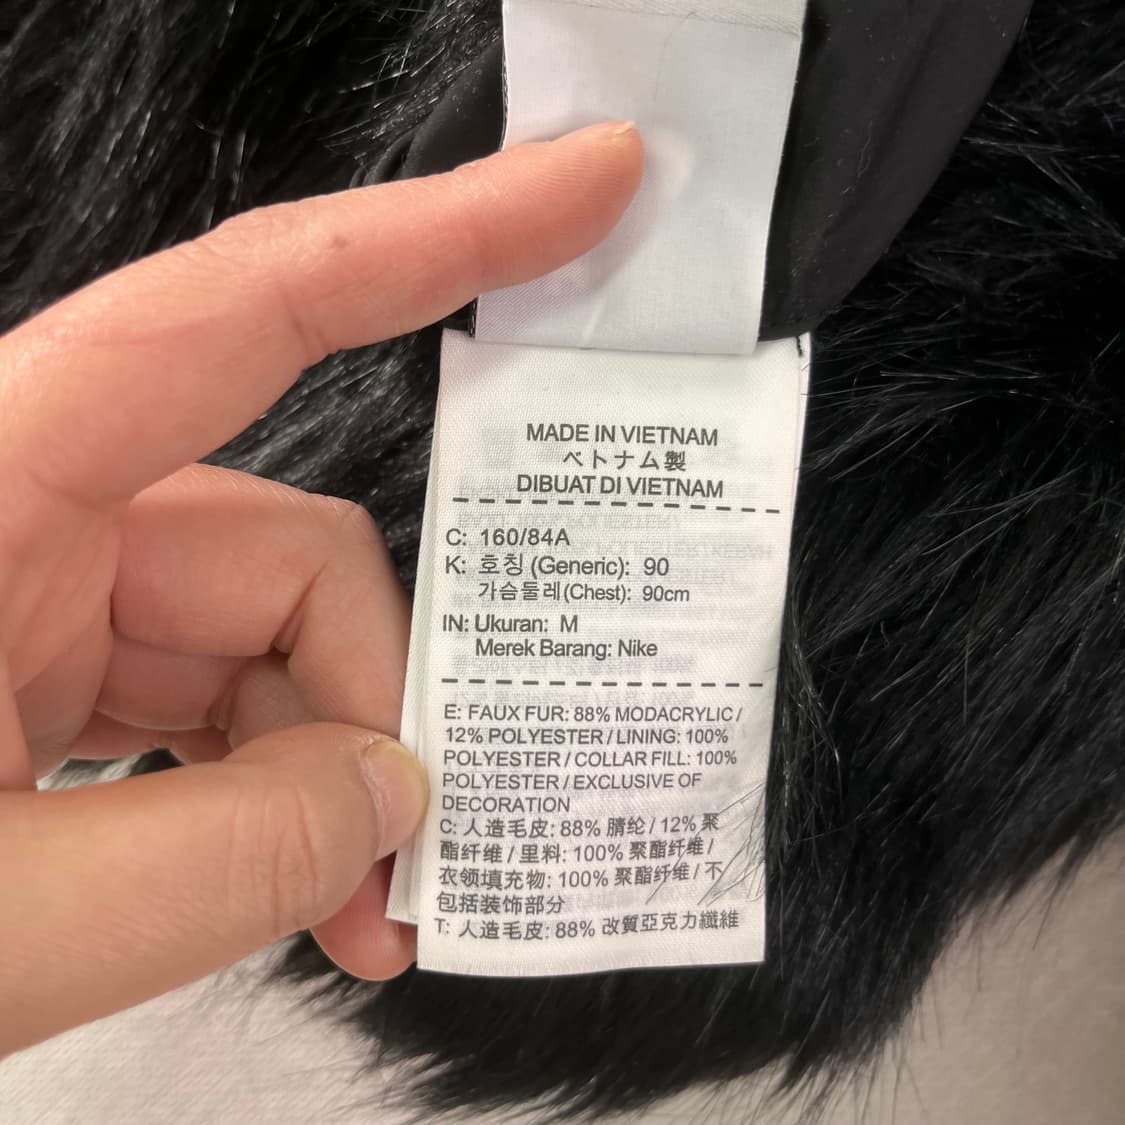 MADE IN VIETNAM
ベトナム製
DIBUAT DI VIETNAM
C: 160/84A
K: 호칭 (Generic): 90
가슴둘레(Chest): 90cm
IN: Ukuran: M
Merek Barang: Nike
E: FAUX FUR: 88% MODACRYLIC /
12% POLYESTER / LINING: 100%
POLYESTER / COLLAR FILL: 100%
POLYESTER / EXCLUSIVE OF
DECORATION
C: 人造毛皮: 88% 腈纶 / 12% 聚
酯纤维 / 里料: 100% 聚酯纤维 /
衣领填充物: 100% 聚酯纤维 / 不
包括装饰部分
T: 人造毛皮: 88% 改質亞克力纖維